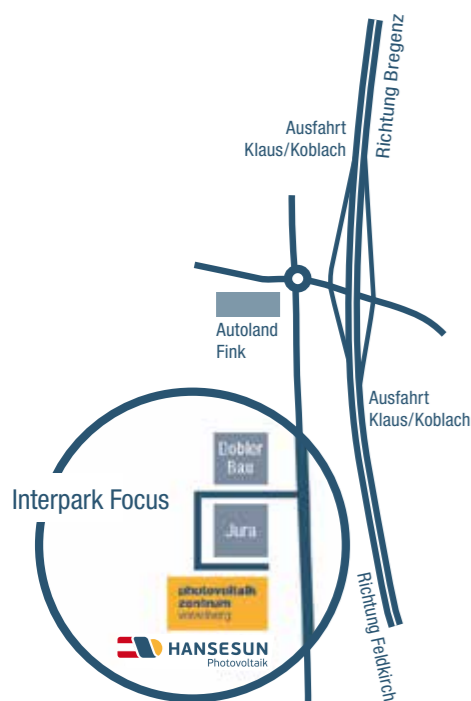 Richtung Bregenz
Ausfahrt
Klaus/Koblach
Autoland
Fink
Ausfahrt
Klaus/Koblach
Dobler
Bau
Interpark Focus
Jura
photovoltaik
zentrum
vorarlberg
HANSESUN
Photovoltaik
Richtung Feldkirch